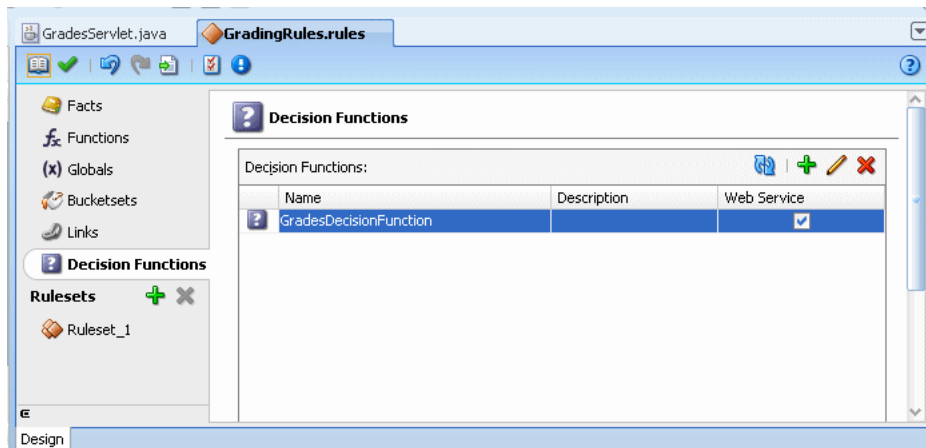 GradesServlet.java
GradingRules.rules
Facts
Functions
(x) Globals
Bucketsets
Links
Decision Functions
Rulesets
Ruleset_1
Decision Functions
Decision Functions:
Name Description Web Service
GradesDecisionFunction
Design